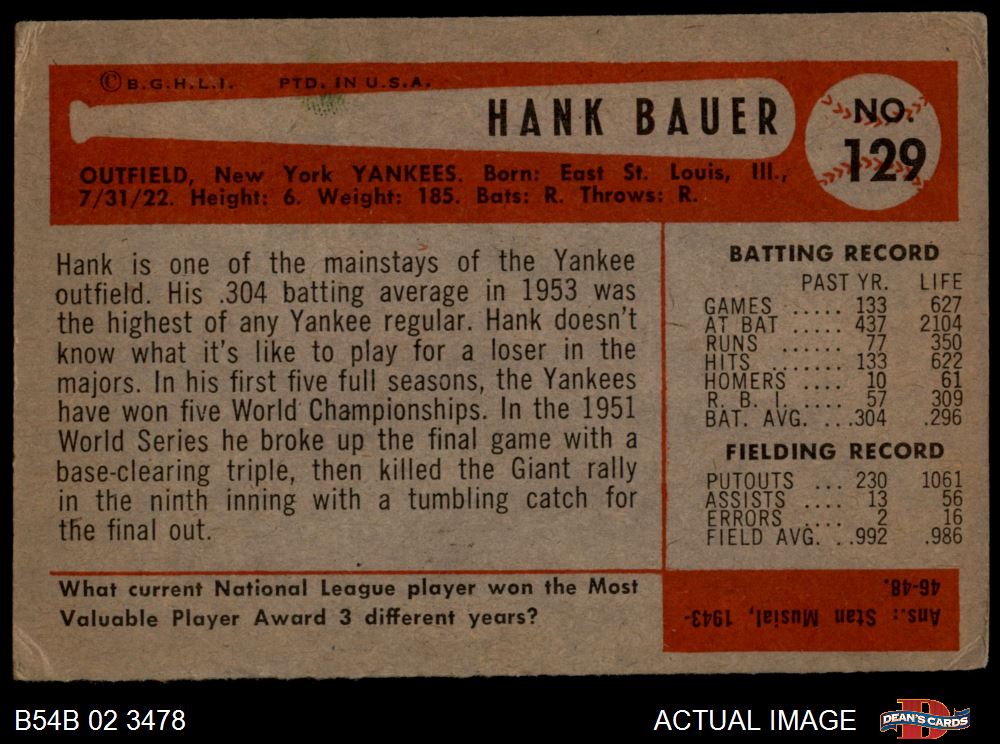 © B.G.H.L.I. PTD. IN U.S.A.
HANK BAUER
NO.
129
OUTFIELD, New York YANKEES. Born: East St. Louis, Ill.,
7/31/22. Height: 6. Weight: 185. Bats: R. Throws: R.
Hank is one of the mainstays of the Yankee
outfield. His .304 batting average in 1953 was
the highest of any Yankee regular. Hank doesn't
know what it's like to play for a loser in the
majors. In his first five full seasons, the Yankees
have won five World Championships. In the 1951
World Series he broke up the final game with a
base-clearing triple, then killed the Giant rally
in the ninth inning with a tumbling catch for
the final out.
BATTING RECORD
PAST YR. LIFE
GAMES ..... 133 627
AT BAT ..... 437 2104
RUNS ...... 77 350
HITS ........ 133 622
HOMERS .... 10 61
R. B. I. .... 57 309
BAT. AVG. ...304 .296
FIELDING RECORD
PUTOUTS ... 230 1061
ASSISTS .... 13 56
ERRORS .... 2 16
FIELD AVG. ..992 .986
What current National League player won the Most
Valuable Player Award 3 different years?
Ans.: Stan Musial, 1943-
46-48.
B54B 02 3478
ACTUAL IMAGE
DEAN'S CARDS